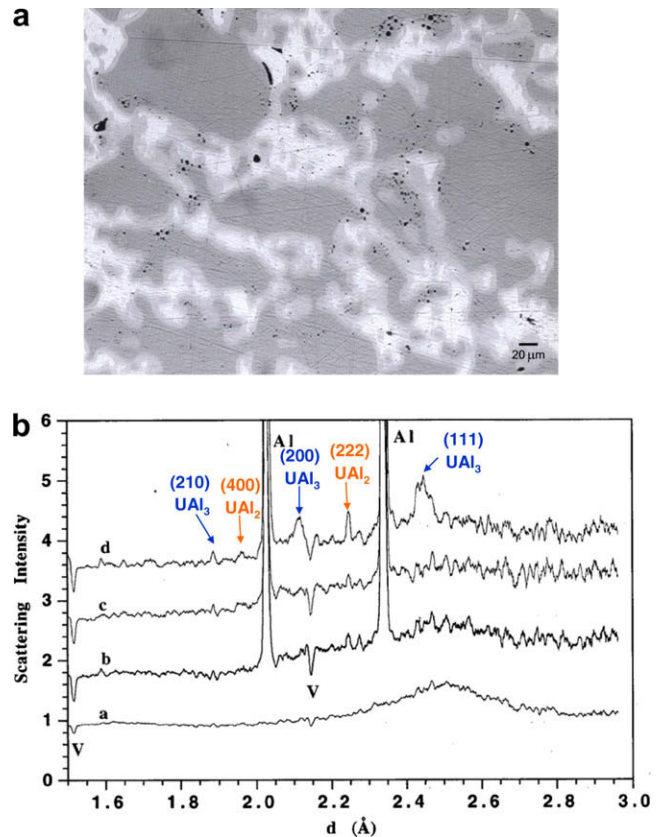 a
20 μm
b
6
5
4
3
2
1
0
Scattering Intensity
Al
Al
(210)
UAl3
(400)
UAl2
(200)
UAl3
(222)
UAl2
(111)
UAl3
d
c
b
a
V
V
1.6
1.8
2.0
2.2
2.4
2.6
2.8
3.0
d (Å)